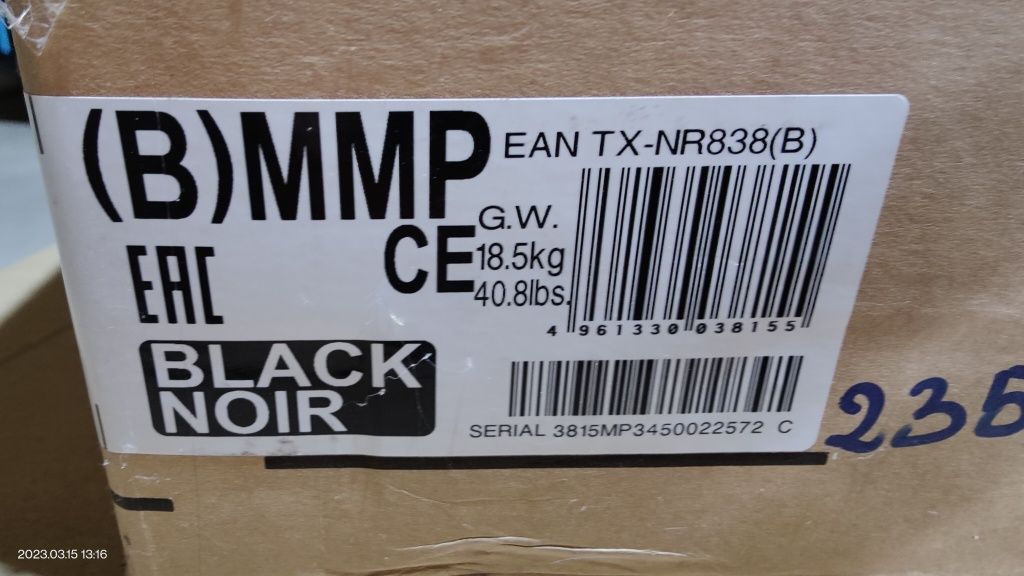 (B)MMP
EAN TX-NR838(B)
G.W.
18.5kg
40.8lbs.
CE
EAC
4 961330 038155
BLACK
NOIR
SERIAL 3815MP3450022572 C
2023.03.15 13:16